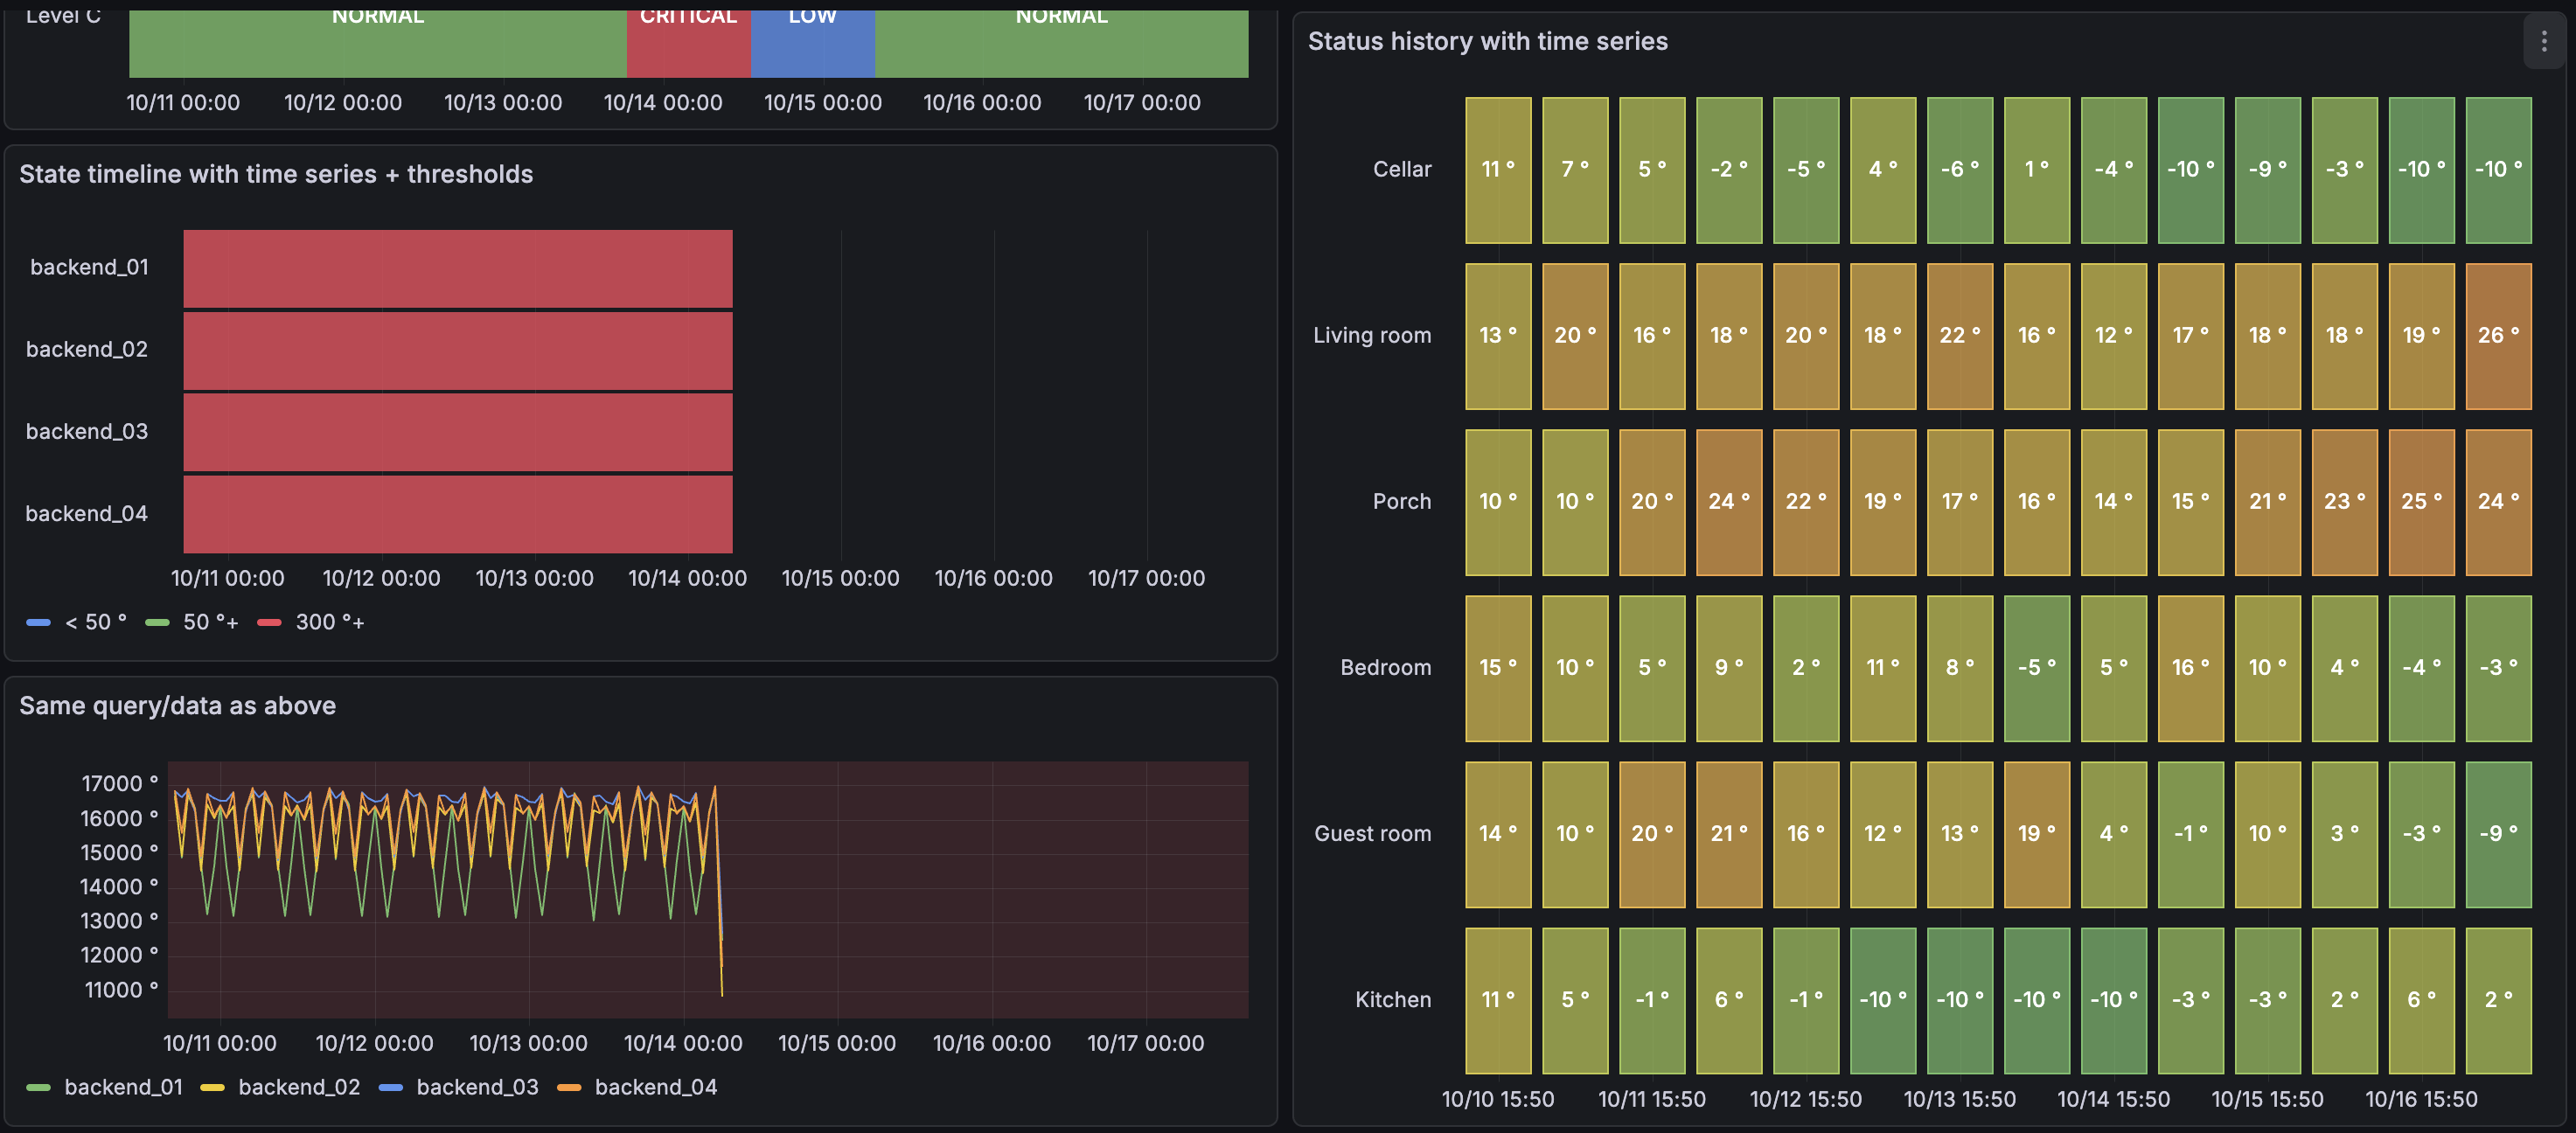 Level C
NORMAL CRITICAL LOW NORMAL
10/11 00:00 10/12 00:00 10/13 00:00 10/14 00:00 10/15 00:00 10/16 00:00 10/17 00:00
State timeline with time series + thresholds
backend_01
backend_02
backend_03
backend_04
10/11 00:00 10/12 00:00 10/13 00:00 10/14 00:00 10/15 00:00 10/16 00:00 10/17 00:00
< 50 ° 50 °+ 300 °+
Same query/data as above
17000 °
16000 °
15000 °
14000 °
13000 °
12000 °
11000 °
10/11 00:00 10/12 00:00 10/13 00:00 10/14 00:00 10/15 00:00 10/16 00:00 10/17 00:00
backend_01 backend_02 backend_03 backend_04
Status history with time series
Cellar 11 ° 7 ° 5 ° -2 ° -5 ° 4 ° -6 ° 1 ° -4 ° -10 ° -9 ° -3 ° -10 ° -10 °
Living room 13 ° 20 ° 16 ° 18 ° 20 ° 18 ° 22 ° 16 ° 12 ° 17 ° 18 ° 18 ° 19 ° 26 °
Porch 10 ° 10 ° 20 ° 24 ° 22 ° 19 ° 17 ° 16 ° 14 ° 15 ° 21 ° 23 ° 25 ° 24 °
Bedroom 15 ° 10 ° 5 ° 9 ° 2 ° 11 ° 8 ° -5 ° 5 ° 16 ° 10 ° 4 ° -4 ° -3 °
Guest room 14 ° 10 ° 20 ° 21 ° 16 ° 12 ° 13 ° 19 ° 4 ° -1 ° 10 ° 3 ° -3 ° -9 °
Kitchen 11 ° 5 ° -1 ° 6 ° -1 ° -10 ° -10 ° -10 ° -10 ° -3 ° -3 ° 2 ° 6 ° 2 °
10/10 15:50 10/11 15:50 10/12 15:50 10/13 15:50 10/14 15:50 10/15 15:50 10/16 15:50